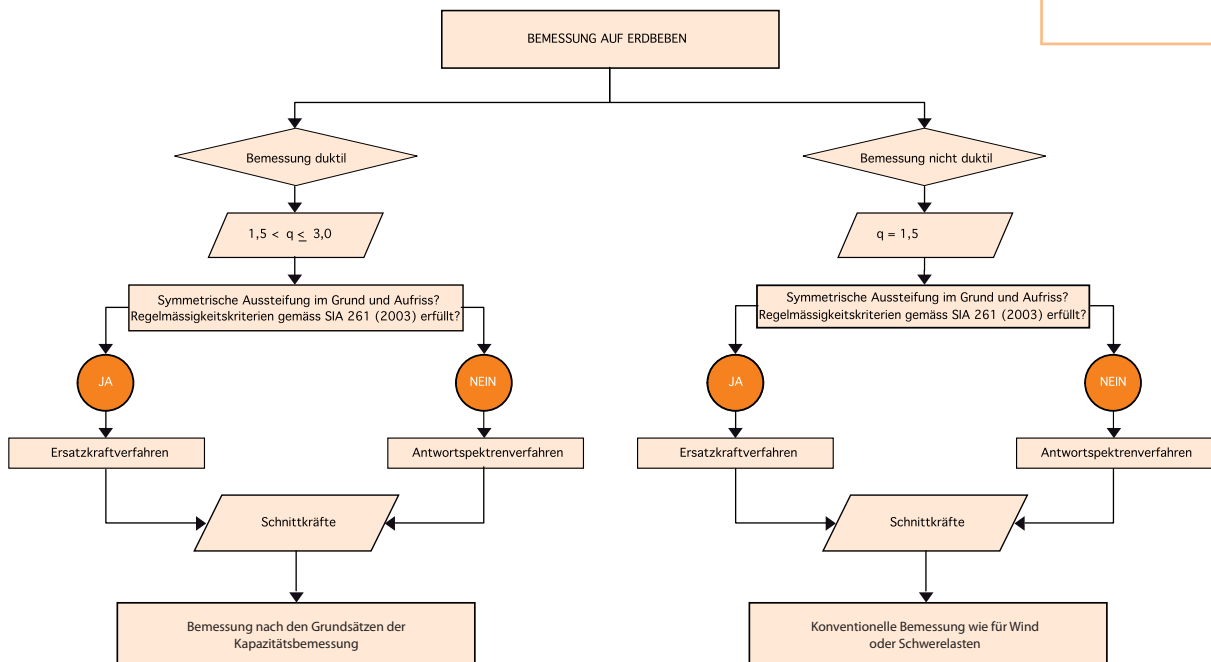 BEMESSUNG AUF ERDBEBEN
Bemessung duktil
Bemessung nicht duktil
1,5 < q ≤ 3,0
q = 1,5
Symmetrische Aussteifung im Grund und Aufriss?
Regelmässigkeitskriterien gemäss SIA 261 (2003) erfüllt?
Symmetrische Aussteifung im Grund und Aufriss?
Regelmässigkeitskriterien gemäss SIA 261 (2003) erfüllt?
JA
NEIN
JA
NEIN
Ersatzkraftverfahren
Antwortspektrenverfahren
Ersatzkraftverfahren
Antwortspektrenverfahren
Schnittkräfte
Schnittkräfte
Bemessung nach den Grundsätzen der
Kapazitätsbemessung
Konventionelle Bemessung wie für Wind
oder Schwerelasten